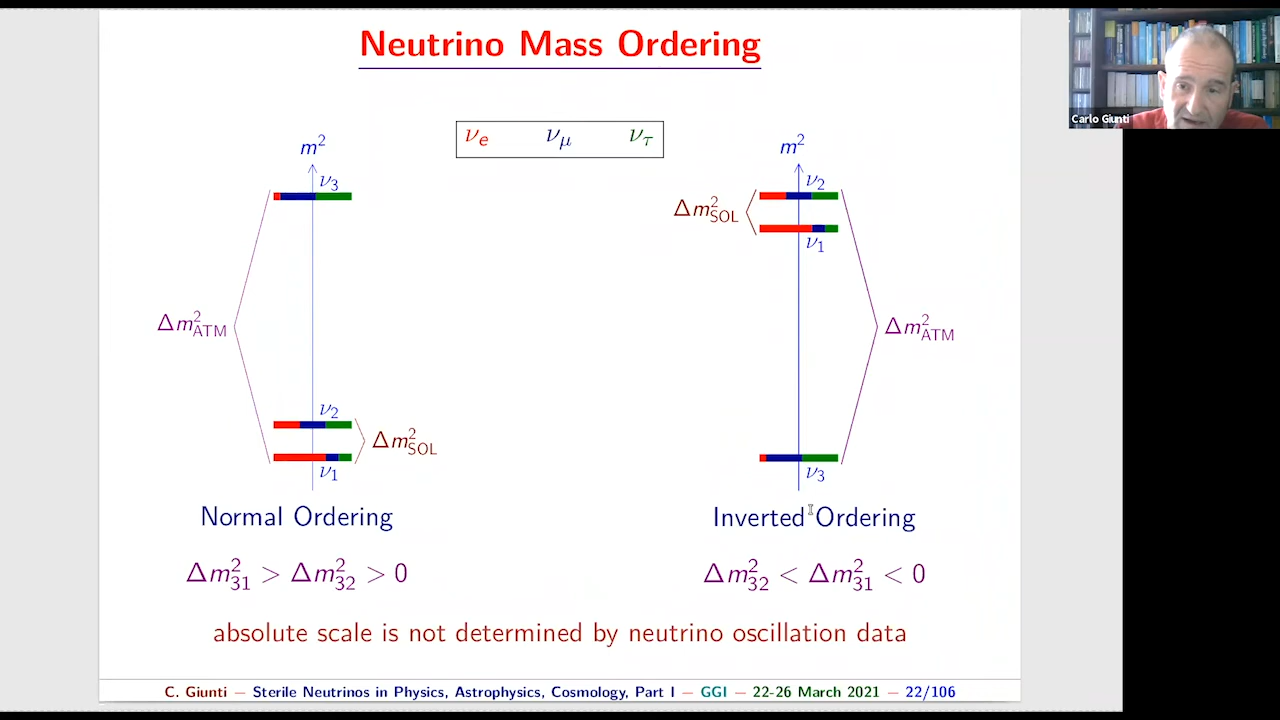 Neutrino Mass Ordering
Carlo Giunti
νe νμ ντ
m²
ν3
Δm²ATM
ν2
Δm²SOL
ν1
Normal Ordering
Δm²31 > Δm²32 > 0
m²
ν2
Δm²SOL
ν1
Δm²ATM
ν3
Inverted Ordering
Δm²32 < Δm²31 < 0
absolute scale is not determined by neutrino oscillation data
C. Giunti − Sterile Neutrinos in Physics, Astrophysics, Cosmology, Part I − GGI − 22-26 March 2021 − 22/106